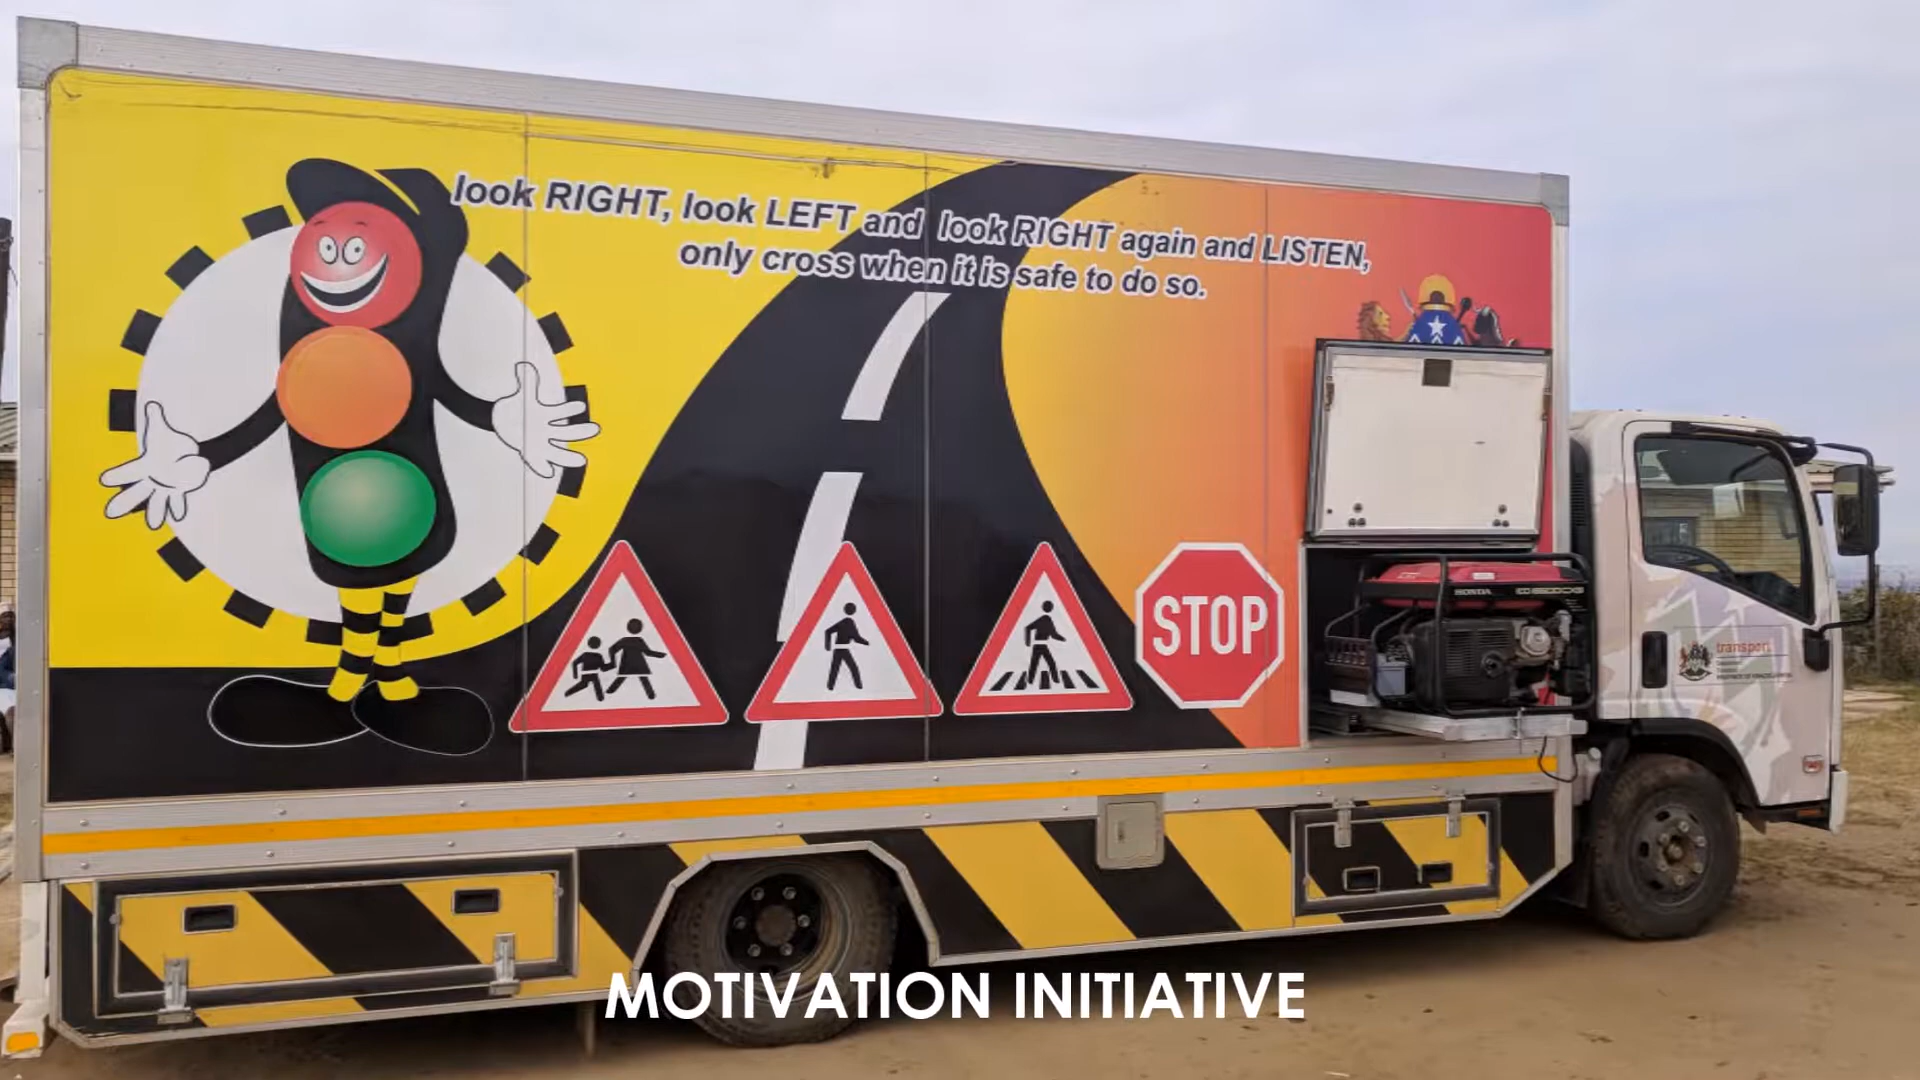 look RIGHT, look LEFT and look RIGHT again and LISTEN,
only cross when it is safe to do so.
STOP
HONDA
transport
MOTIVATION INITIATIVE